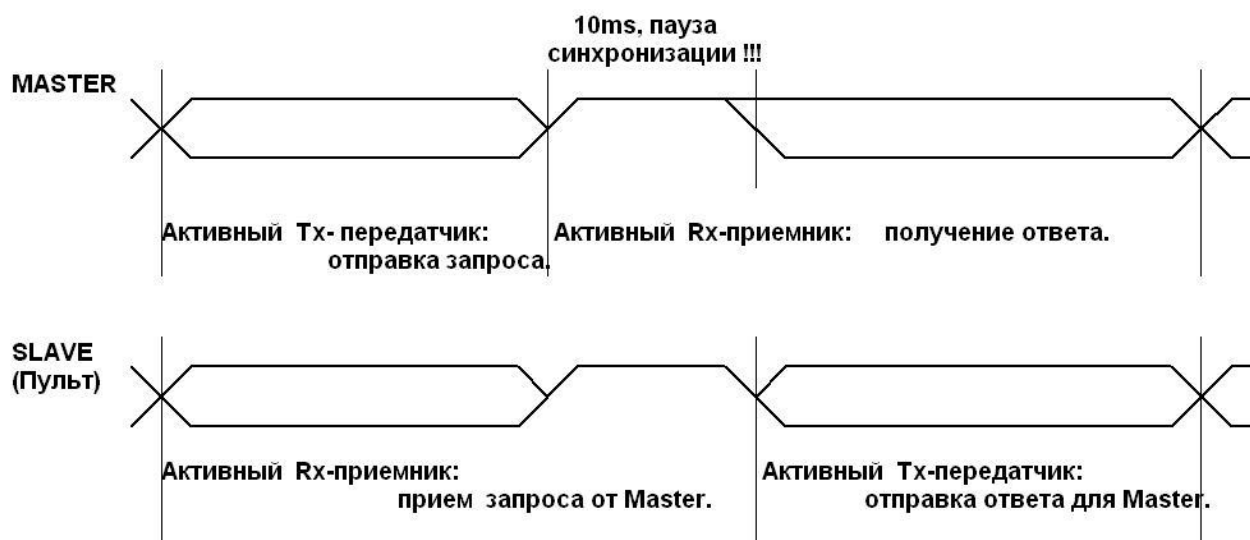 10ms, пауза
синхронизации !!!
MASTER
Активный Tx- передатчик:
отправка запроса.
Активный Rx-приемник: получение ответа.
SLAVE
(Пульт)
Активный Rx-приемник:
прием запроса от Master.
Активный Tx-передатчик:
отправка ответа для Master.